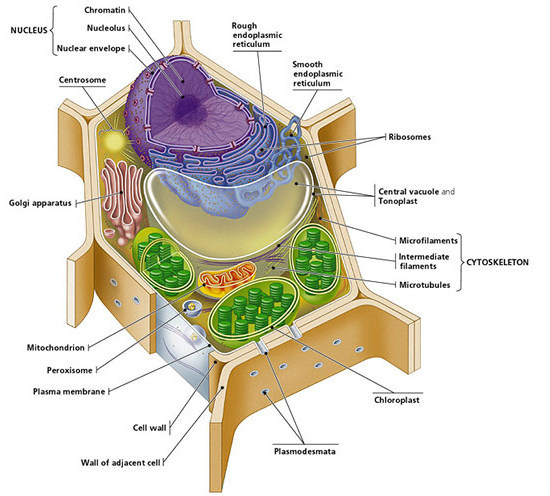 Chromatin
NUCLEUS
Nucleolus
Nuclear envelope
Centrosome
Rough
endoplasmic
reticulum
Smooth
endoplasmic
reticulum
Ribosomes
Golgi apparatus
Central vacuole and
Tonoplast
Microfilaments
Intermediate
filaments
CYTOSKELETON
Microtubules
Mitochondrion
Peroxisome
Plasma membrane
Chloroplast
Cell wall
Plasmodesmata
Wall of adjacent cell